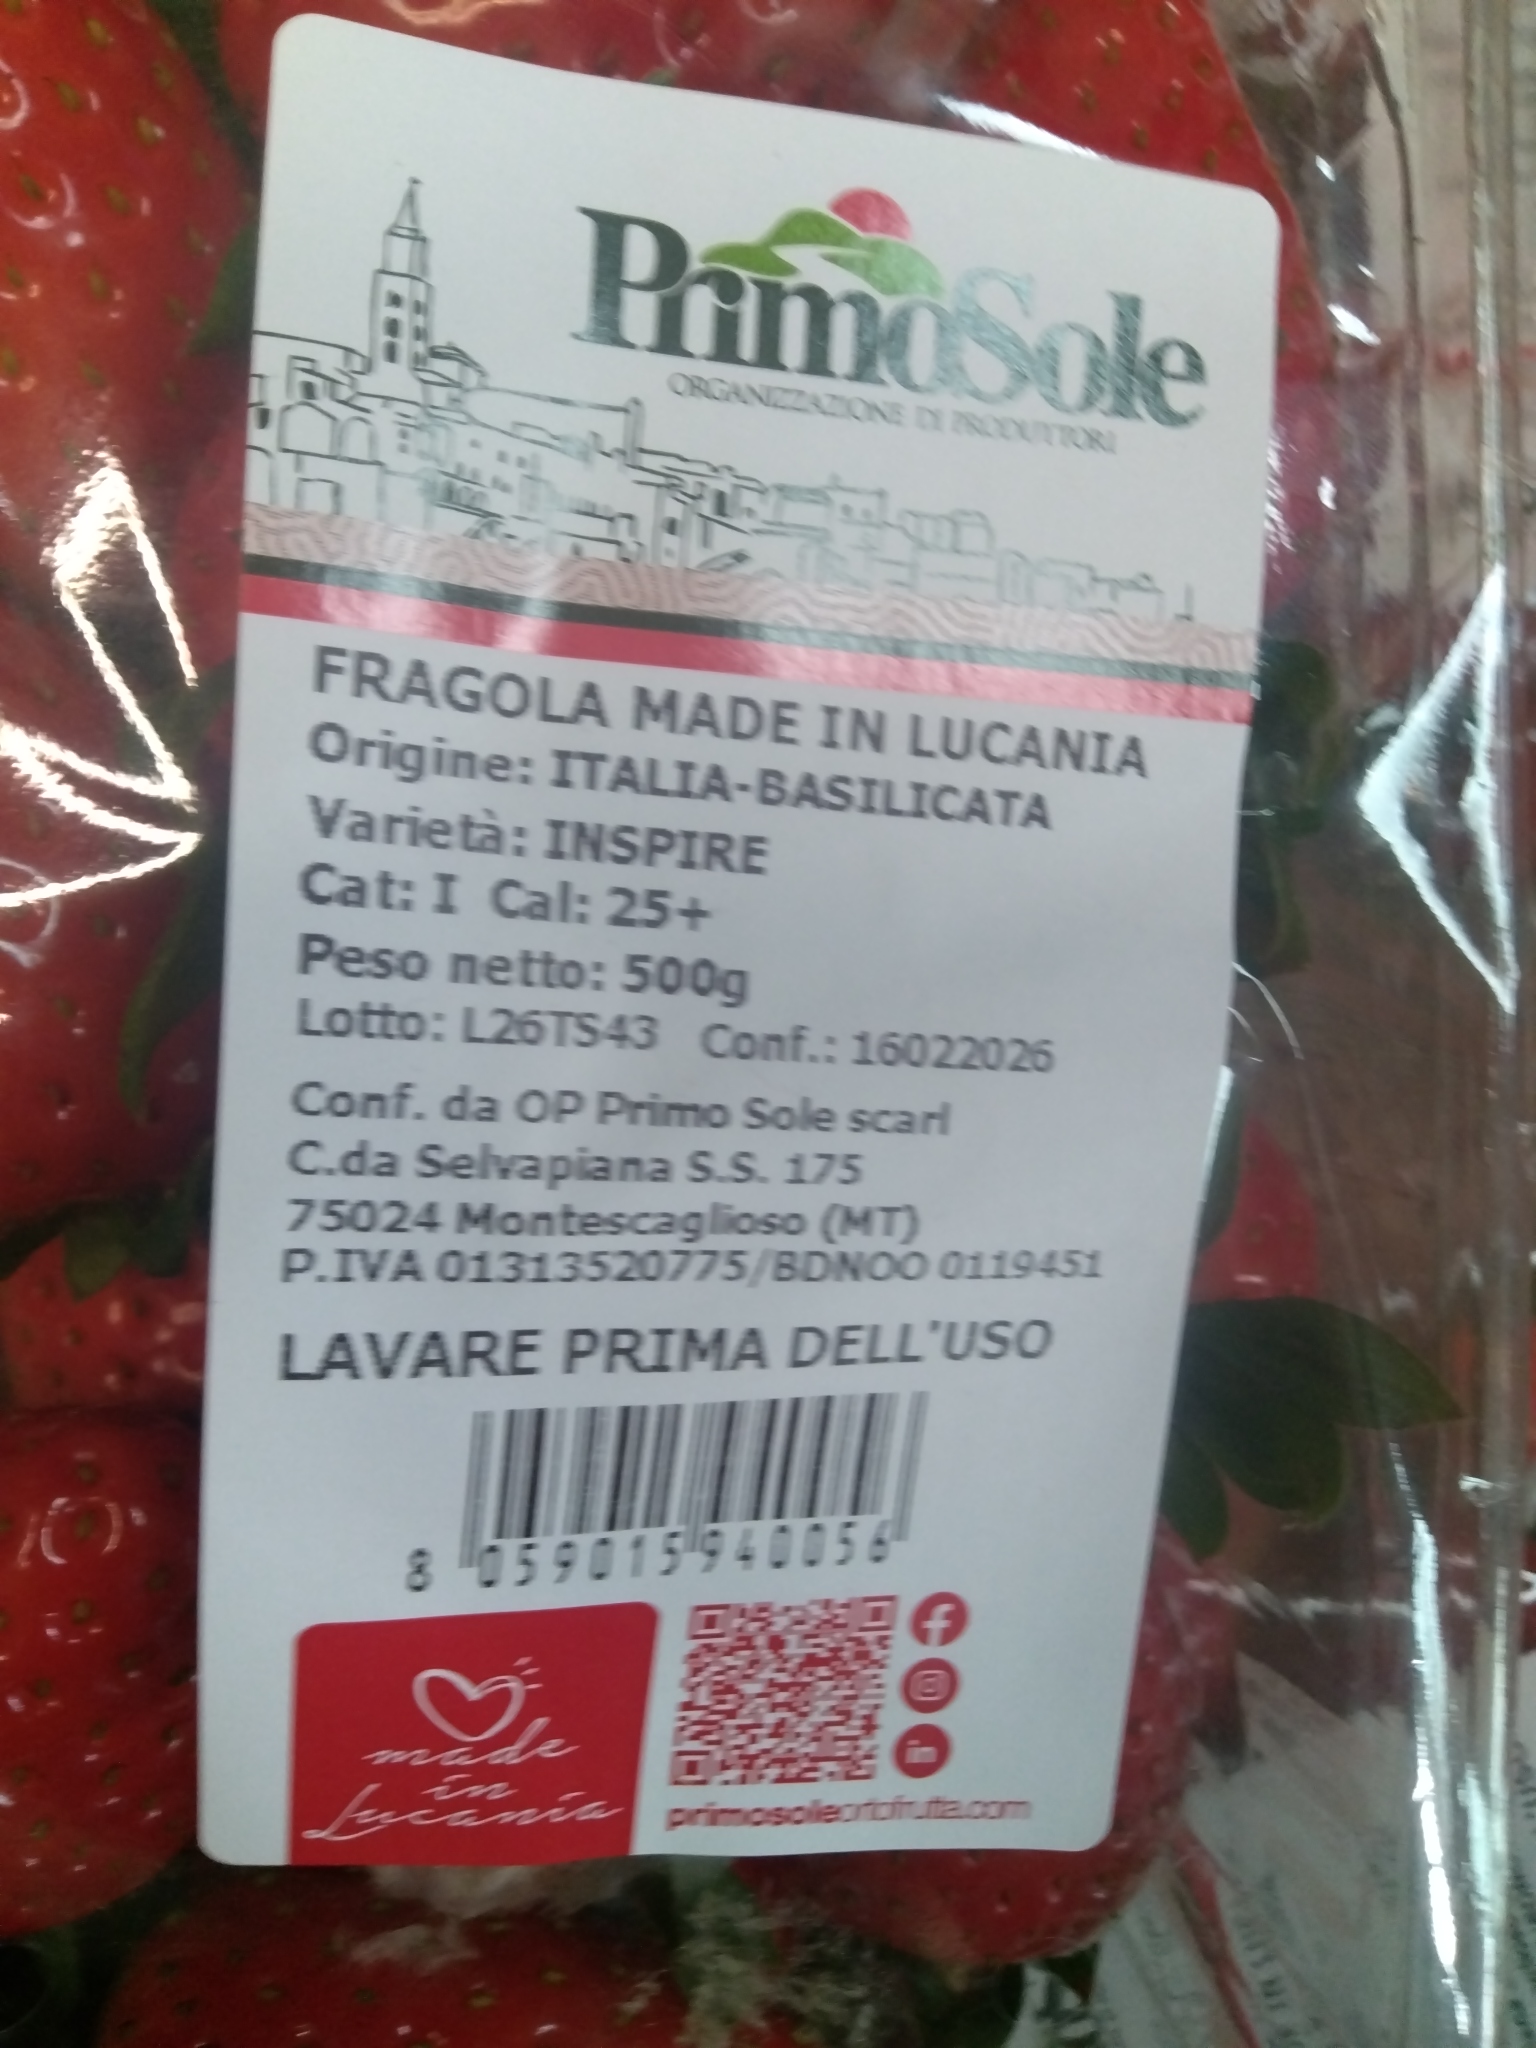 PrimoSole
ORGANIZZAZIONE DI PRODUTTORI
FRAGOLA MADE IN LUCANIA
Origine: ITALIA-BASILICATA
Varietà: INSPIRE
Cat: I Cal: 25+
Peso netto: 500g
Lotto: L26TS43 Conf.: 16022026
Conf. da OP Primo Sole scarl
C.da Selvapiana S.S. 175
75024 Montescaglioso (MT)
P.IVA 01313520775/BDNOO 0119451
LAVARE PRIMA DELL'USO
8 059015 940056
made
in
Lucania
primosoleortofrutta.com